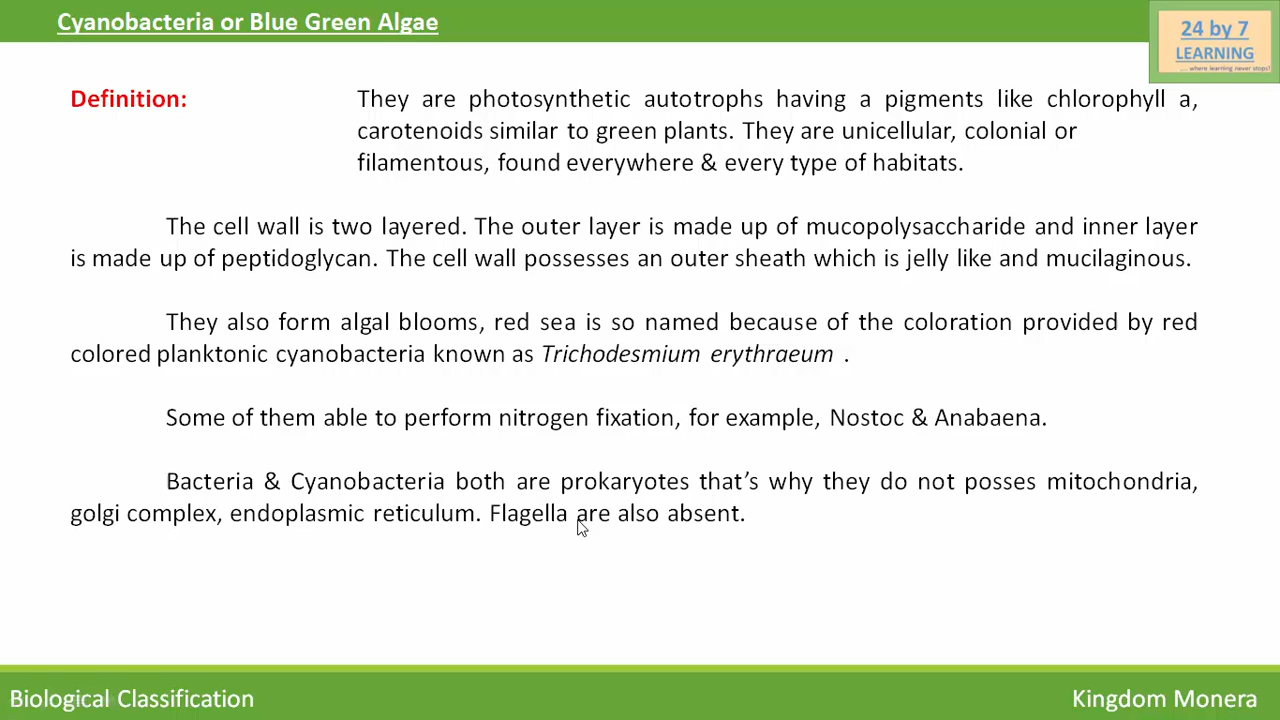 Cyanobacteria or Blue Green Algae
24 by 7
LEARNING
.... where learning never stops!
Definition: They are photosynthetic autotrophs having a pigments like chlorophyll a,
carotenoids similar to green plants. They are unicellular, colonial or
filamentous, found everywhere & every type of habitats.
The cell wall is two layered. The outer layer is made up of mucopolysaccharide and inner layer
is made up of peptidoglycan. The cell wall possesses an outer sheath which is jelly like and mucilaginous.
They also form algal blooms, red sea is so named because of the coloration provided by red
colored planktonic cyanobacteria known as Trichodesmium erythraeum .
Some of them able to perform nitrogen fixation, for example, Nostoc & Anabaena.
Bacteria & Cyanobacteria both are prokaryotes that's why they do not posses mitochondria,
golgi complex, endoplasmic reticulum. Flagella are also absent.
Biological Classification
Kingdom Monera